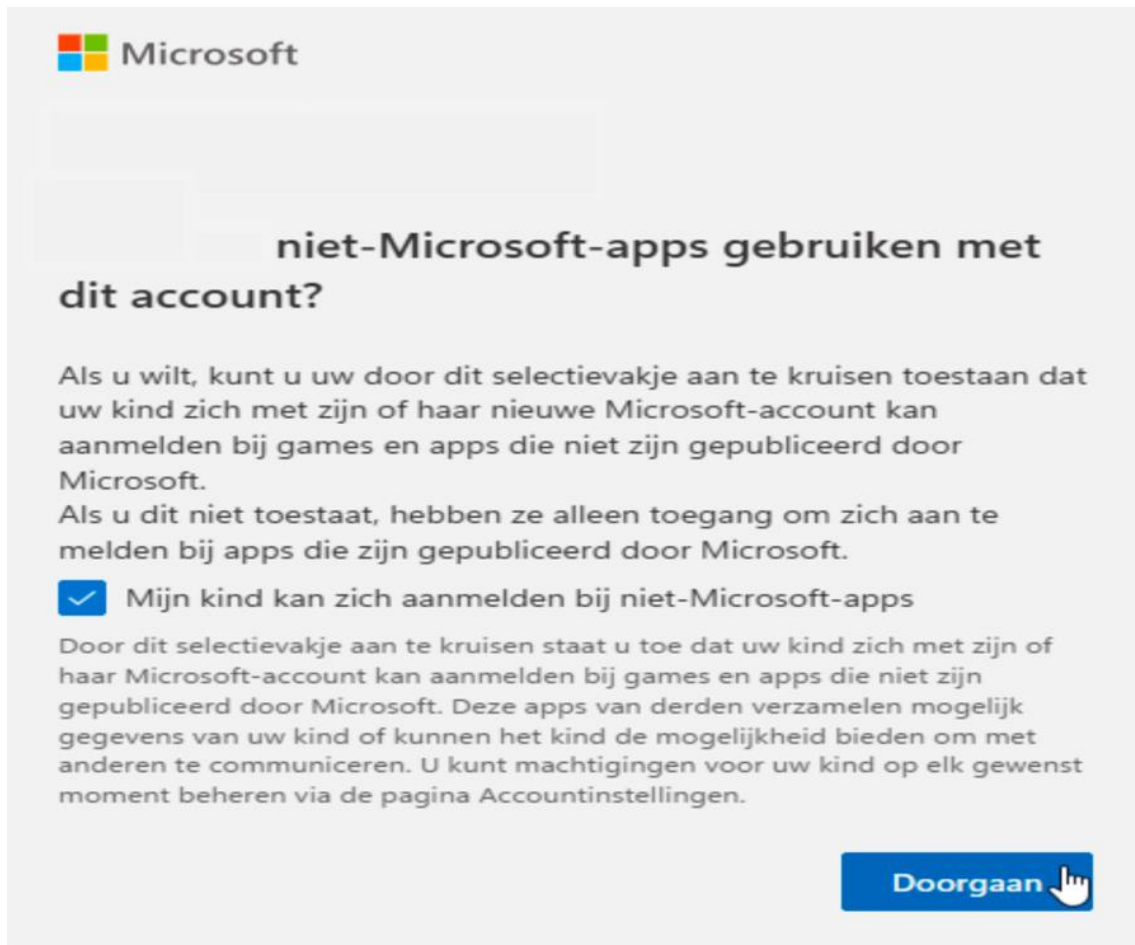 Microsoft
niet-Microsoft-apps gebruiken met
dit account?
Als u wilt, kunt u uw door dit selectievakje aan te kruisen toestaan dat
uw kind zich met zijn of haar nieuwe Microsoft-account kan
aanmelden bij games en apps die niet zijn gepubliceerd door
Microsoft.
Als u dit niet toestaat, hebben ze alleen toegang om zich aan te
melden bij apps die zijn gepubliceerd door Microsoft.
Mijn kind kan zich aanmelden bij niet-Microsoft-apps
Door dit selectievakje aan te kruisen staat u toe dat uw kind zich met zijn of
haar Microsoft-account kan aanmelden bij games en apps die niet zijn
gepubliceerd door Microsoft. Deze apps van derden verzamelen mogelijk
gegevens van uw kind of kunnen het kind de mogelijkheid bieden om met
anderen te communiceren. U kunt machtigingen voor uw kind op elk gewenst
moment beheren via de pagina Accountinstellingen.
Doorgaan